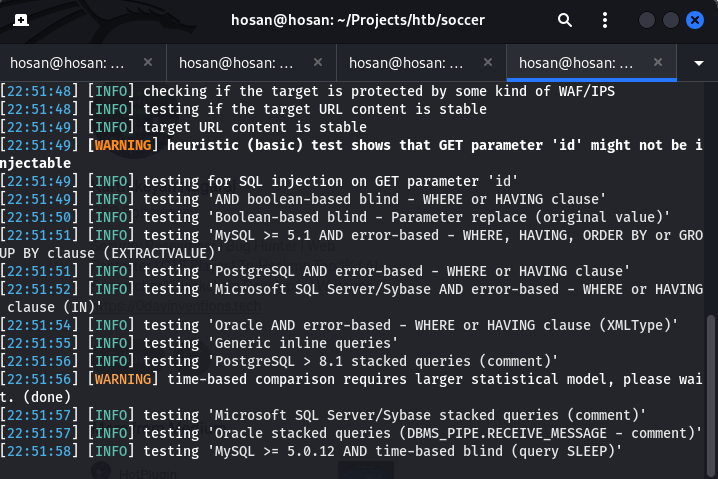 hosan@hosan: ~/Projects/htb/soccer
hosan@hosan: ... × hosan@hosan: ... × hosan@hosan: ... × hosan@hosan: ... ×
[22:51:48] [INFO] checking if the target is protected by some kind of WAF/IPS
[22:51:48] [INFO] testing if the target URL content is stable
[22:51:49] [INFO] target URL content is stable
[22:51:49] [WARNING] heuristic (basic) test shows that GET parameter 'id' might not be i
njectable
[22:51:49] [INFO] testing for SQL injection on GET parameter 'id'
[22:51:49] [INFO] testing 'AND boolean-based blind - WHERE or HAVING clause'
[22:51:50] [INFO] testing 'Boolean-based blind - Parameter replace (original value)'
[22:51:51] [INFO] testing 'MySQL >= 5.1 AND error-based - WHERE, HAVING, ORDER BY or GRO
UP BY clause (EXTRACTVALUE)'
[22:51:51] [INFO] testing 'PostgreSQL AND error-based - WHERE or HAVING clause'
[22:51:52] [INFO] testing 'Microsoft SQL Server/Sybase AND error-based - WHERE or HAVING
clause (IN)'
[22:51:54] [INFO] testing 'Oracle AND error-based - WHERE or HAVING clause (XMLType)'
[22:51:55] [INFO] testing 'Generic inline queries'
[22:51:56] [INFO] testing 'PostgreSQL > 8.1 stacked queries (comment)'
[22:51:56] [WARNING] time-based comparison requires larger statistical model, please wai
t. (done)
[22:51:57] [INFO] testing 'Microsoft SQL Server/Sybase stacked queries (comment)'
[22:51:57] [INFO] testing 'Oracle stacked queries (DBMS_PIPE.RECEIVE_MESSAGE - comment)'
[22:51:58] [INFO] testing 'MySQL >= 5.0.12 AND time-based blind (query SLEEP)'